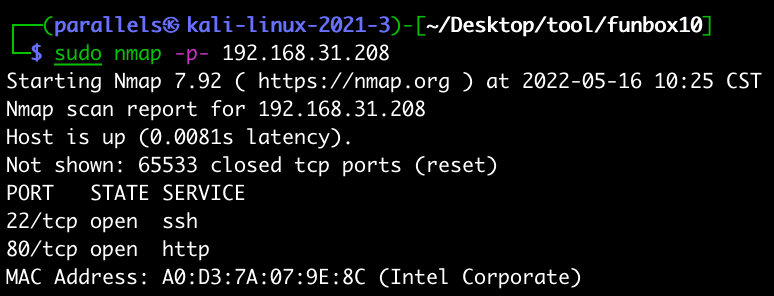 ┌──(parallels㉿kali-linux-2021-3)-[~/Desktop/tool/funbox10]
└─$ sudo nmap -p- 192.168.31.208
Starting Nmap 7.92 ( https://nmap.org ) at 2022-05-16 10:25 CST
Nmap scan report for 192.168.31.208
Host is up (0.0081s latency).
Not shown: 65533 closed tcp ports (reset)
PORT   STATE SERVICE
22/tcp open  ssh
80/tcp open  http
MAC Address: A0:D3:7A:07:9E:8C (Intel Corporate)